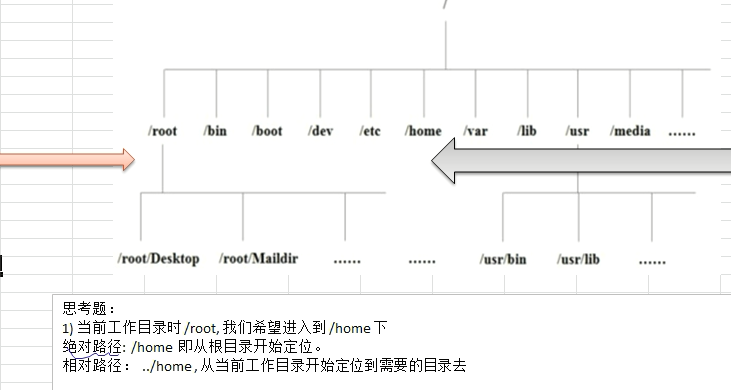 /
/root /bin /boot /dev /etc /home /var /lib /usr /media ......
/root/Desktop /root/Maildir ...... ...... /usr/bin /usr/lib ......
思考题：
1) 当前工作目录时 /root, 我们希望进入到 /home 下
绝对路径: /home 即从根目录开始定位。
相对路径： ../home , 从当前工作目录开始定位到需要的目录去